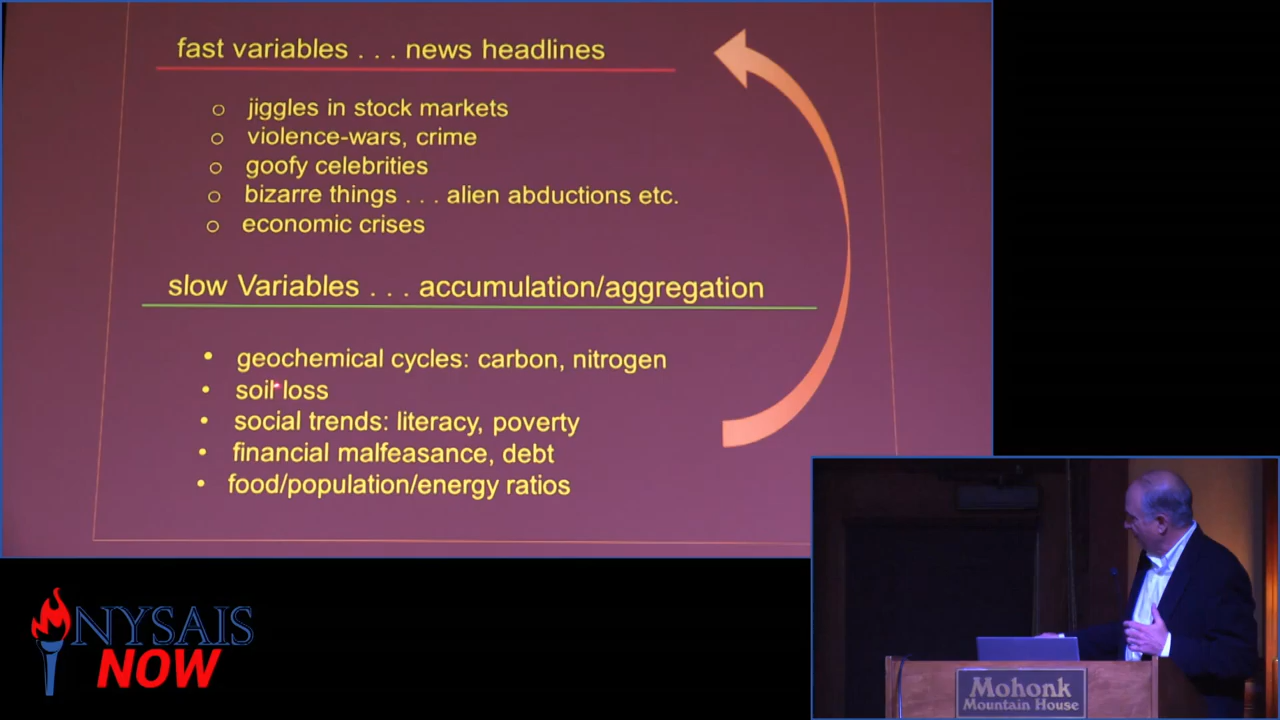 fast variables . . . news headlines
o jiggles in stock markets
o violence-wars, crime
o goofy celebrities
o bizarre things . . . alien abductions etc.
o economic crises
slow Variables . . . accumulation/aggregation
• geochemical cycles: carbon, nitrogen
• soil loss
• social trends: literacy, poverty
• financial malfeasance, debt
• food/population/energy ratios
NYSAIS
NOW
Mohonk
Mountain House